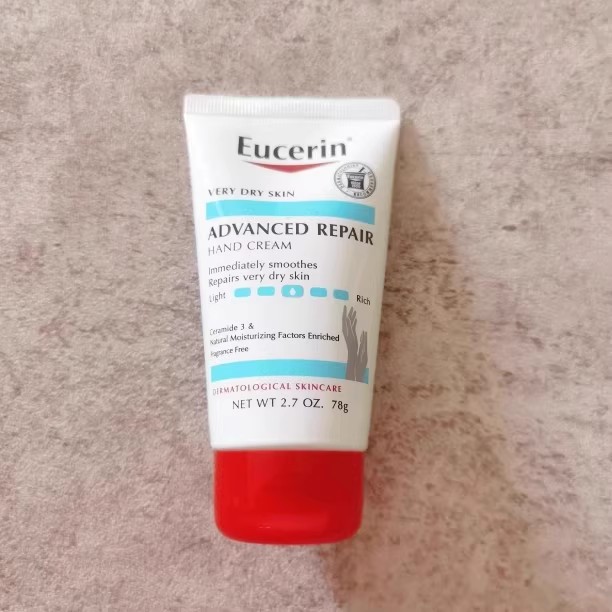 Eucerin®
VERY DRY SKIN
ADVANCED REPAIR
HAND CREAM
Immediately smoothes
Repairs very dry skin
Light Rich
Ceramide 3 &
Natural Moisturizing Factors Enriched
Fragrance Free
DERMATOLOGICAL SKINCARE
NET WT 2.7 OZ. 78g